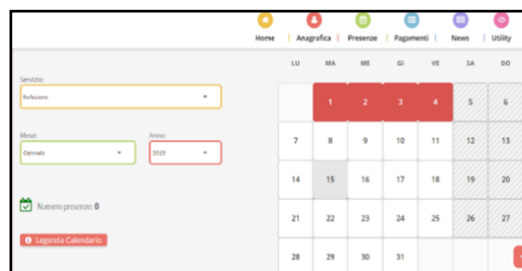 Home | Anagrafica | Presenze | Pagamenti | News | Utility
LU MA ME GI VE SA DO
Servizio:
Refezione
1 2 3 4 5 6
Mese:
Anno:
Gennaio
2019
7 8 9 10 11 12 13
14 15 16 17 18 19 20
Numero presenze: 0
21 22 23 24 25 26 27
Legenda Calendario
28 29 30 31